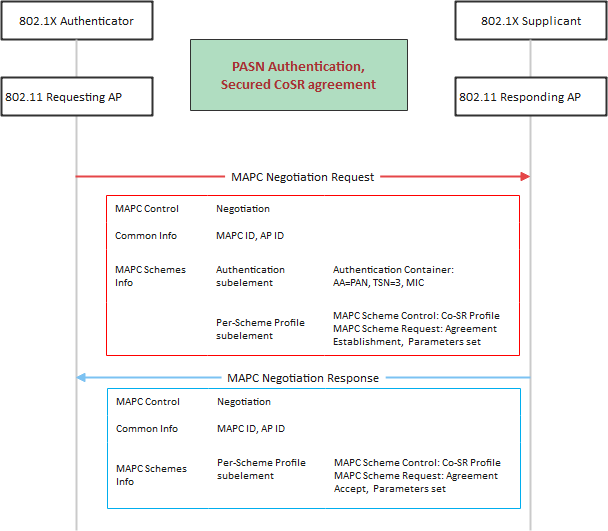 802.1X Authenticator
802.1X Supplicant
PASN Authentication,
Secured CoSR agreement
802.11 Requesting AP
802.11 Responding AP
MAPC Negotiation Request
MAPC Control Negotiation
Common Info MAPC ID, AP ID
MAPC Schemes Info
Authentication subelement
Authentication Container:
AA=PAN, TSN=3, MIC
Per-Scheme Profile subelement
MAPC Scheme Control: Co-SR Profile
MAPC Scheme Request: Agreement
Establishment, Parameters set
MAPC Negotiation Response
MAPC Control Negotiation
Common Info MAPC ID, AP ID
MAPC Schemes Info
Per-Scheme Profile subelement
MAPC Scheme Control: Co-SR Profile
MAPC Scheme Request: Agreement
Accept, Parameters set